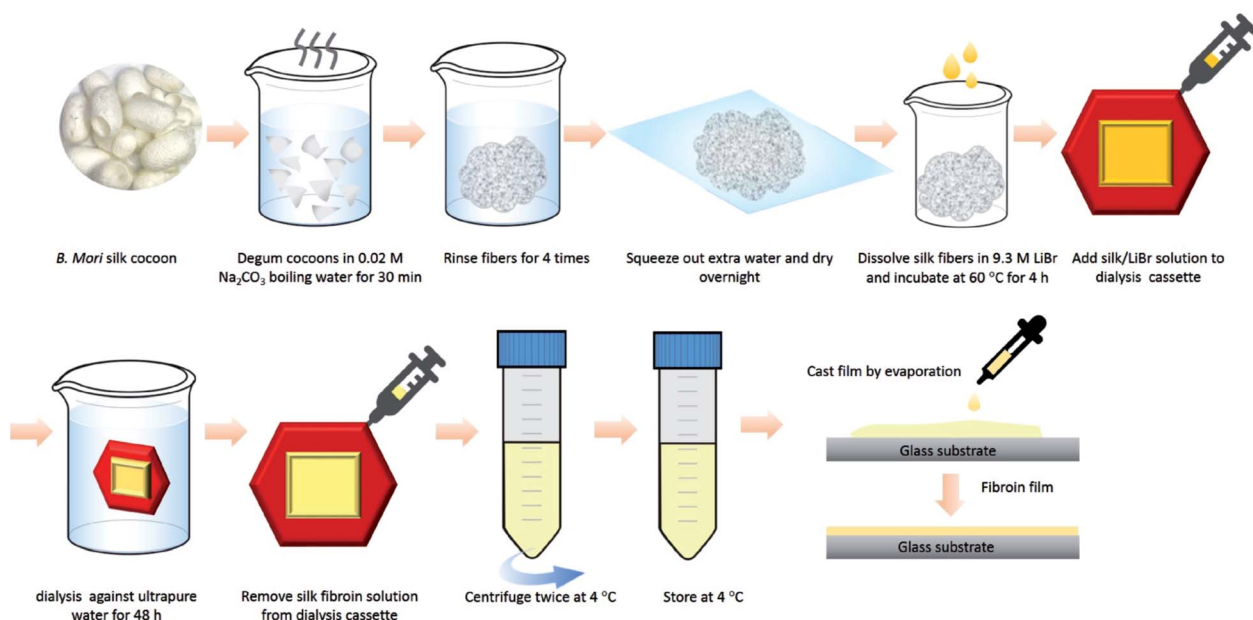 B. Mori silk cocoon
Degum cocoons in 0.02 M
Na₂CO₃ boiling water for 30 min
Rinse fibers for 4 times
Squeeze out extra water and dry
overnight
Dissolve silk fibers in 9.3 M LiBr
and incubate at 60 °C for 4 h
Add silk/LiBr solution to
dialysis cassette
dialysis against ultrapure
water for 48 h
Remove silk fibroin solution
from dialysis cassette
Centrifuge twice at 4 °C
Store at 4 °C
Cast film by evaporation
Glass substrate
Fibroin film
Glass substrate